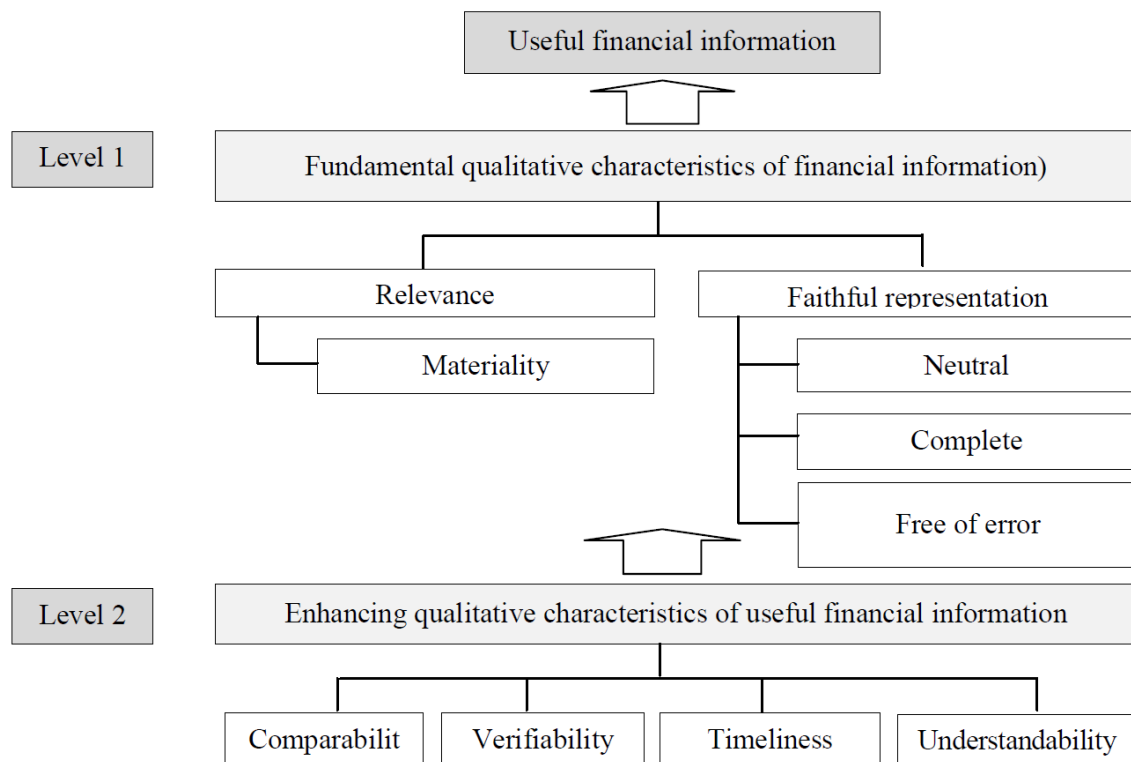 Useful financial information
Level 1
Fundamental qualitative characteristics of financial information)
Relevance
Faithful representation
Materiality
Neutral
Complete
Free of error
Level 2
Enhancing qualitative characteristics of useful financial information
Comparabilit
Verifiability
Timeliness
Understandability